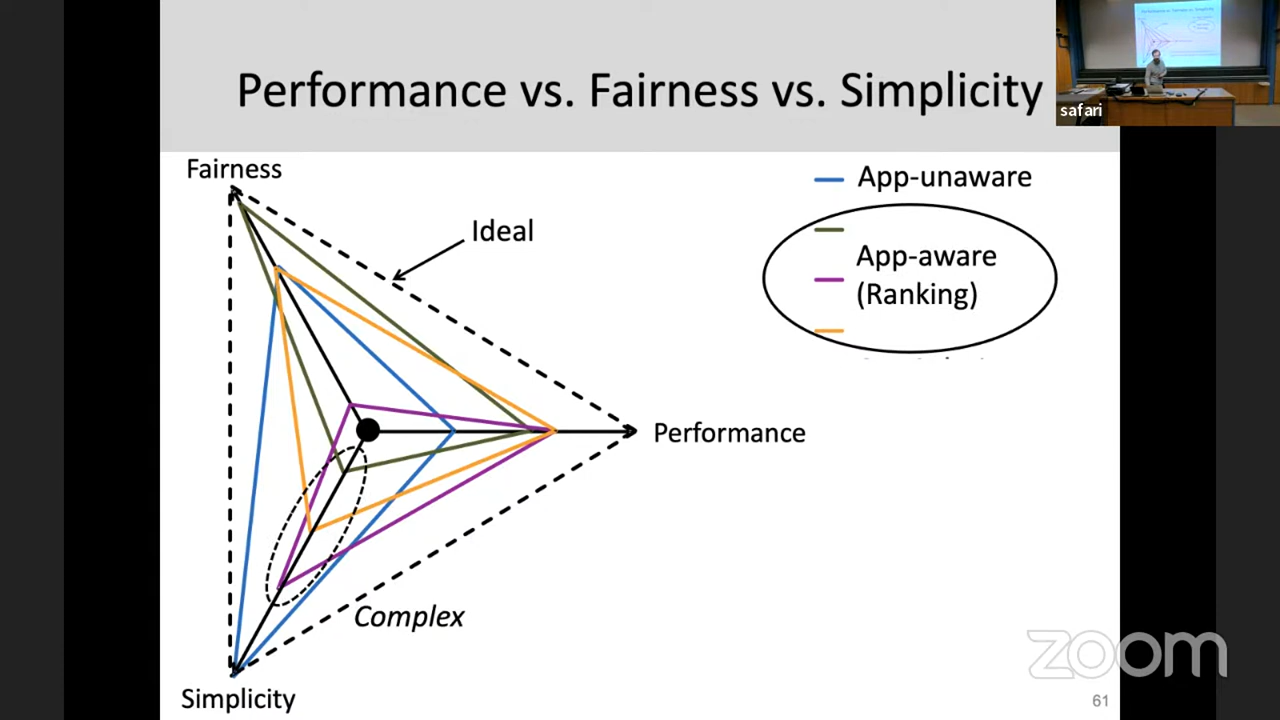 Performance vs. Fairness vs. Simplicity
safari
Fairness
Ideal
App-unaware
App-aware
(Ranking)
Performance
Complex
Simplicity
zoom
61